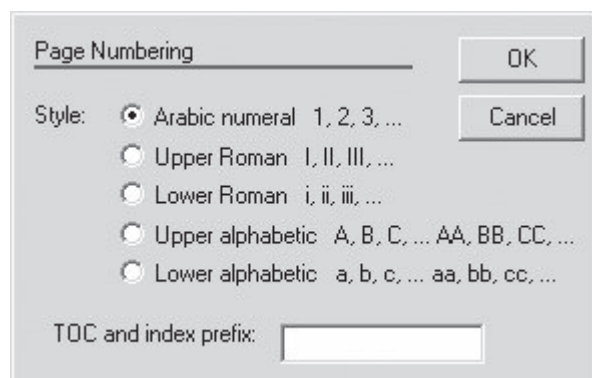 Page Numbering
OK
Style: Arabic numeral 1, 2, 3, ...
Cancel
Upper Roman I, II, III, ...
Lower Roman i, ii, iii, ...
Upper alphabetic A, B, C, ... AA, BB, CC, ...
Lower alphabetic a, b, c, ... aa, bb, cc, ...
TOC and index prefix: